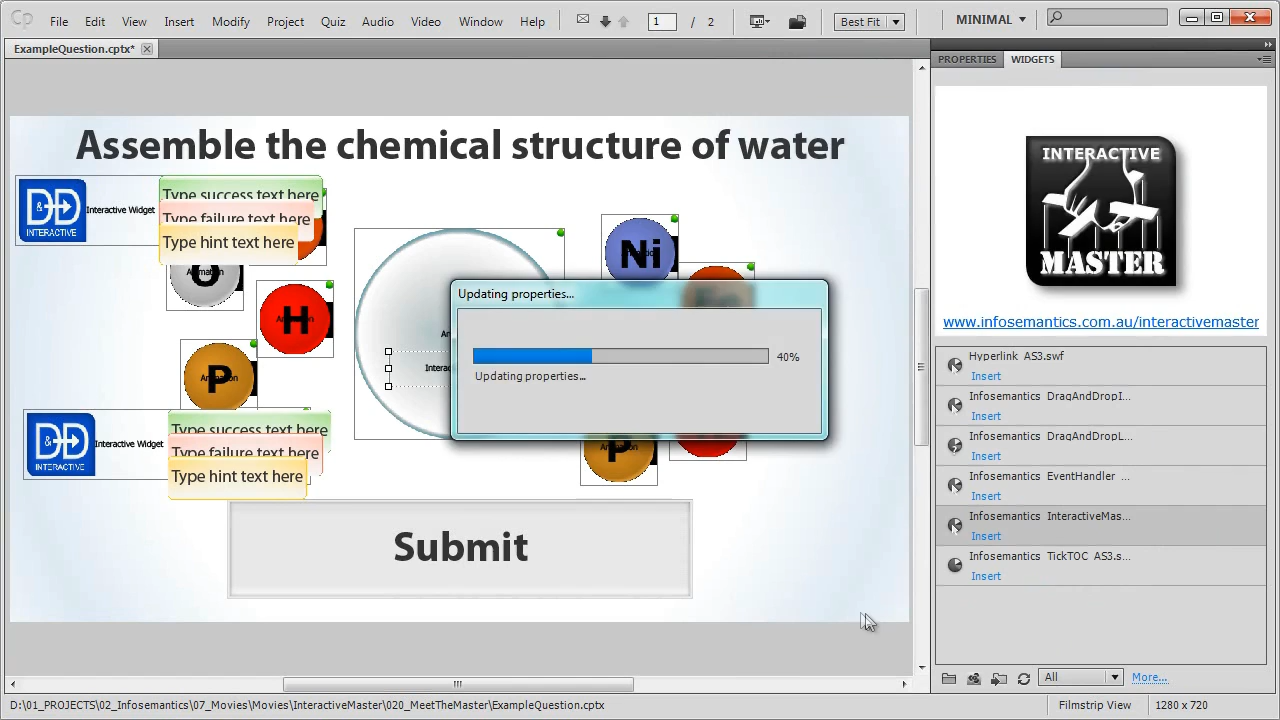 Cp File Edit View Insert Modify Project Quiz Audio Video Window Help 1 / 2 Best Fit MINIMAL
ExampleQuestion.cptx*
PROPERTIES WIDGETS
Assemble the chemical structure of water
D&D
INTERACTIVE
Interactive Widget
Type success text here
Type failure text here
Type hint text here
O
H
Animation
P
Animation
Ni
Updating properties...
40%
Updating properties...
D&D
INTERACTIVE
Interactive Widget
Type success text here
Type failure text here
Type hint text here
P
Submit
INTERACTIVE
MASTER
www.infosemantics.com.au/interactivemaster
Hyperlink AS3.swf
Insert
Infosemantics DragAndDropI...
Insert
Infosemantics DragAndDropL...
Insert
Infosemantics EventHandler ...
Insert
Infosemantics InteractiveMas...
Insert
Infosemantics TickTOC AS3.s...
Insert
All More...
D:\01_PROJECTS\02_Infosemantics\07_Movies\Movies\InteractiveMaster\020_MeetTheMaster\ExampleQuestion.cptx
Filmstrip View 1280 x 720